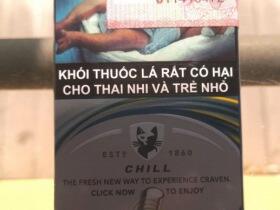 KHÓI THUỐC LÁ RẤT CÓ HẠI
CHO THAI NHI VÀ TRẺ NHỎ
ESTD 1860
CHILL
THE FRESH NEW WAY TO EXPERIENCE CRAVEN.
CLICK NOW TO ENJOY